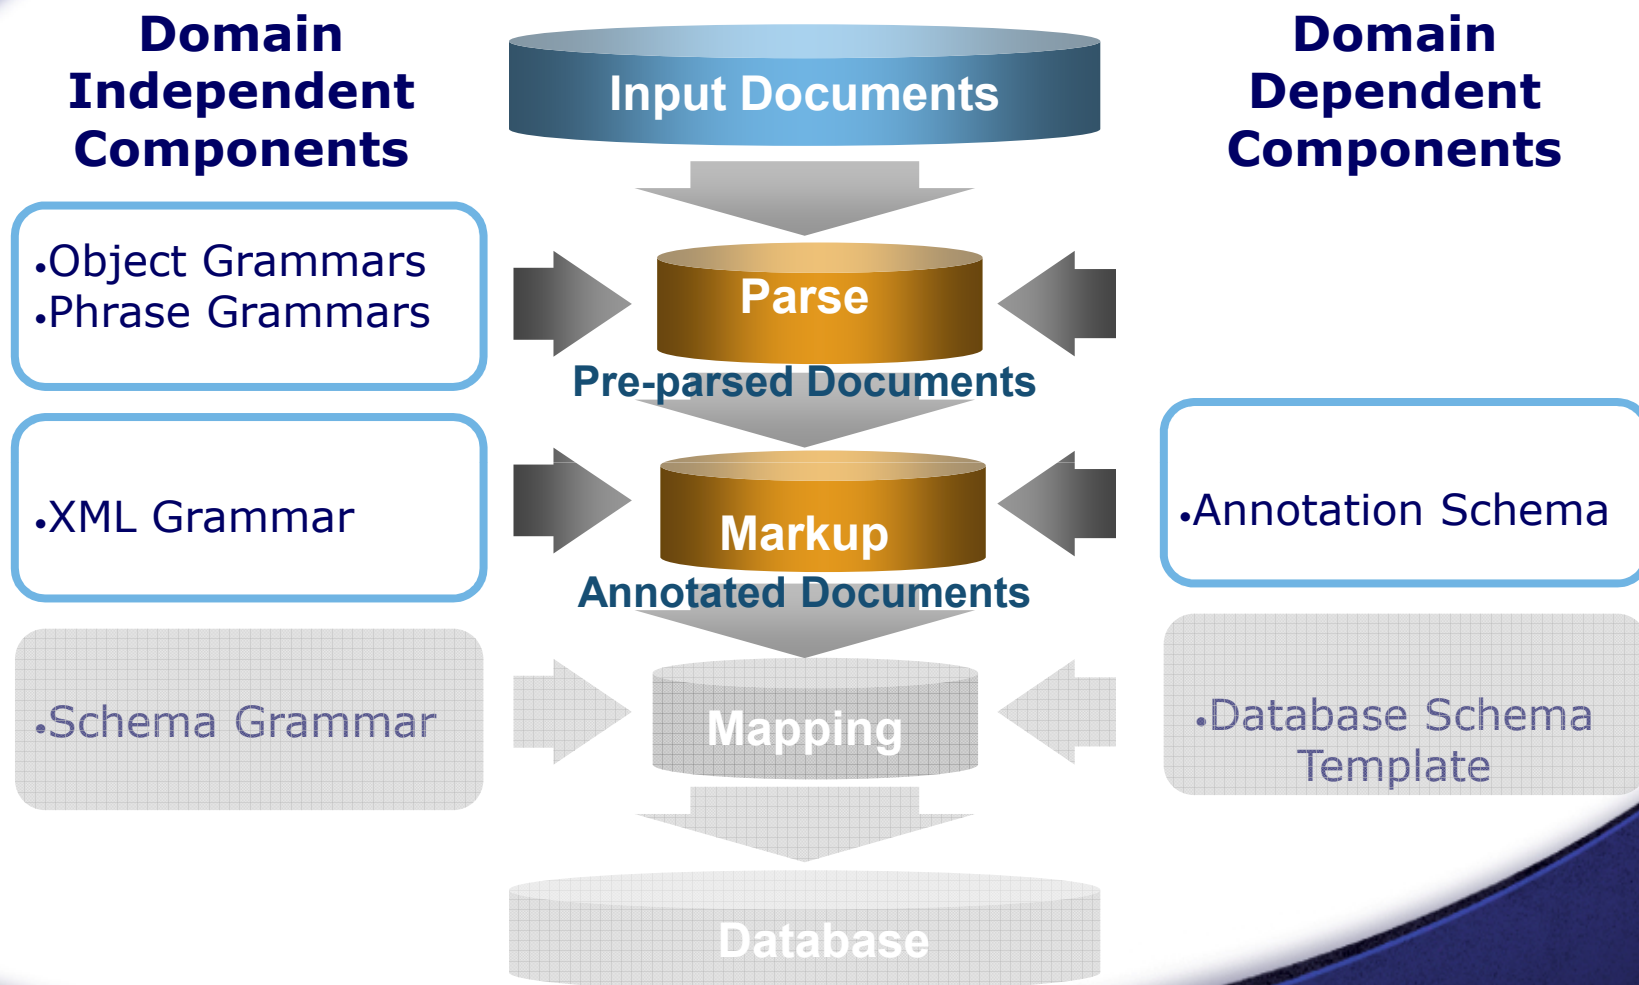 Domain
Independent
Components
Input Documents
Domain
Dependent
Components
•Object Grammars
•Phrase Grammars
Parse
Pre-parsed Documents
•XML Grammar
Markup
•Annotation Schema
Annotated Documents
•Schema Grammar
Mapping
•Database Schema
Template
Database